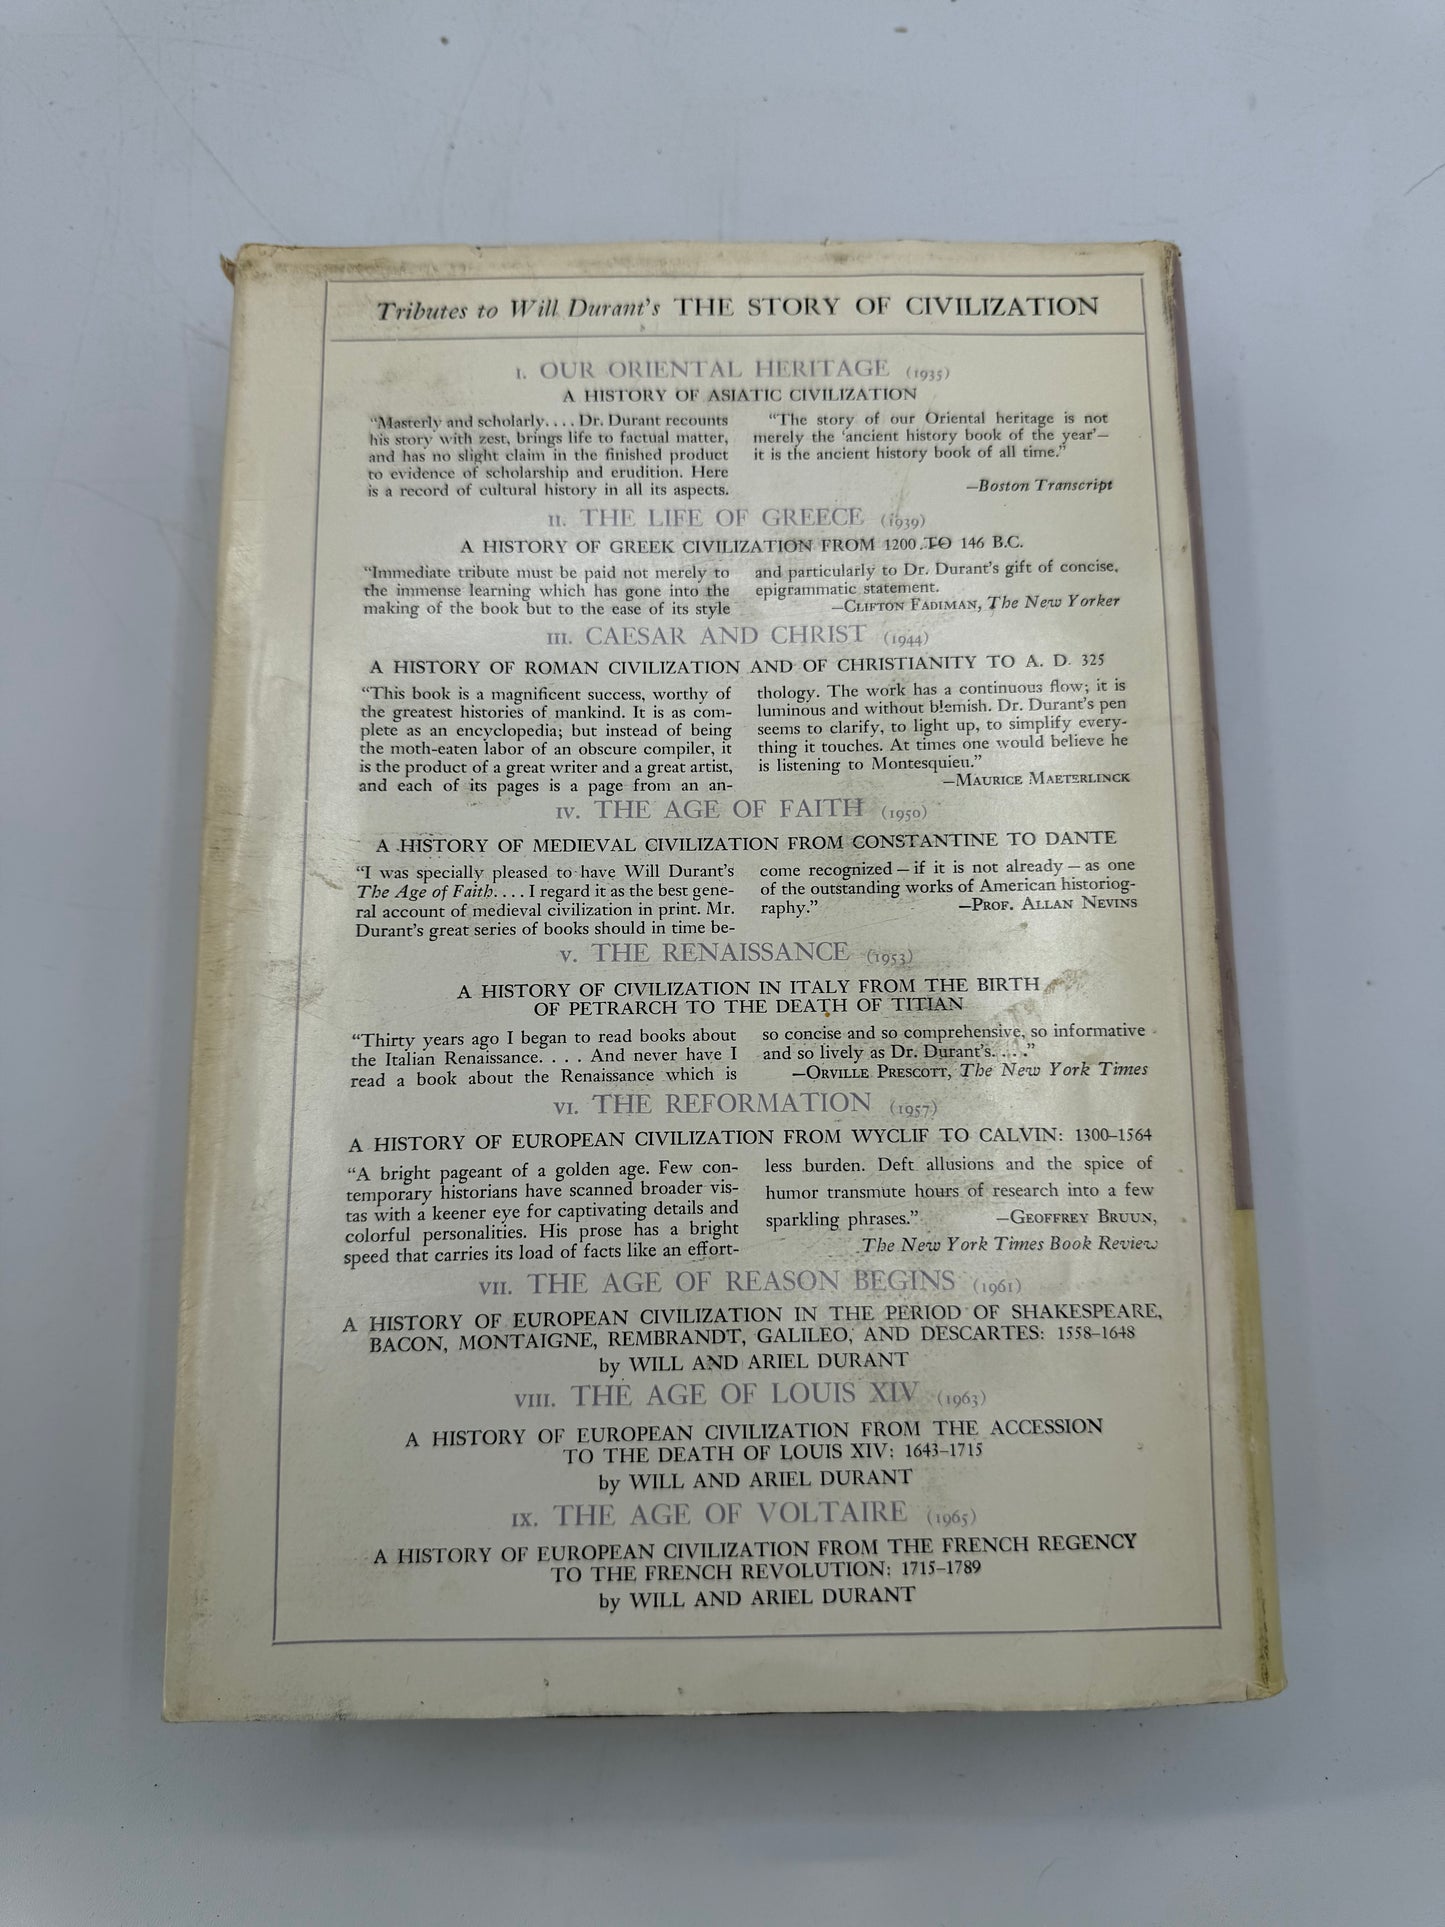 Tributes to Will Durant's THE STORY OF CIVILIZATION
I. OUR ORIENTAL HERITAGE (1935)
A HISTORY OF ASIATIC CIVILIZATION
"Masterly and scholarly. . . . Dr. Durant recounts
his story with zest, brings life to factual matter,
and has no slight claim in the finished product
to evidence of scholarship and erudition. Here
is a record of cultural history in all its aspects.
"The story of our Oriental heritage is not
merely the 'ancient history book of the year'—
it is the ancient history book of all time."
—Boston Transcript
II. THE LIFE OF GREECE (1939)
A HISTORY OF GREEK CIVILIZATION FROM 1200 TO 146 B.C.
"Immediate tribute must be paid not merely to
the immense learning which has gone into the
making of the book but to the ease of its style
and particularly to Dr. Durant's gift of concise,
epigrammatic statement.
—CLIFTON FADIMAN, The New Yorker
III. CAESAR AND CHRIST (1944)
A HISTORY OF ROMAN CIVILIZATION AND OF CHRISTIANITY TO A. D. 325
"This book is a magnificent success, worthy of
the greatest histories of mankind. It is as com-
plete as an encyclopedia; but instead of being
the moth-eaten labor of an obscure compiler, it
is the product of a great writer and a great artist,
and each of its pages is a page from an an-
thology. The work has a continuous flow; it is
luminous and without blemish. Dr. Durant's pen
seems to clarify, to light up, to simplify every-
thing it touches. At times one would believe he
is listening to Montesquieu."
—MAURICE MAETERLINCK
IV. THE AGE OF FAITH (1950)
A HISTORY OF MEDIEVAL CIVILIZATION FROM CONSTANTINE TO DANTE
"I was specially pleased to have Will Durant's
The Age of Faith. . . . I regard it as the best gene-
ral account of medieval civilization in print. Mr.
Durant's great series of books should in time be-
come recognized — if it is not already — as one
of the outstanding works of American historiog-
raphy."
—PROF. ALLAN NEVINS
V. THE RENAISSANCE (1953)
A HISTORY OF CIVILIZATION IN ITALY FROM THE BIRTH
OF PETRARCH TO THE DEATH OF TITIAN
"Thirty years ago I began to read books about
the Italian Renaissance. . . . And never have I
read a book about the Renaissance which is
so concise and so comprehensive, so informative
and so lively as Dr. Durant's. . . ."
—ORVILLE PRESCOTT, The New York Times
VI. THE REFORMATION (1957)
A HISTORY OF EUROPEAN CIVILIZATION FROM WYCLIF TO CALVIN: 1300–1564
"A bright pageant of a golden age. Few con-
temporary historians have scanned broader vis-
tas with a keener eye for captivating details and
colorful personalities. His prose has a bright
speed that carries its load of facts like an effort-
less burden. Deft allusions and the spice of
humor transmute hours of research into a few
sparkling phrases."
—GEOFFREY BRUUN,
The New York Times Book Review
VII. THE AGE OF REASON BEGINS (1961)
A HISTORY OF EUROPEAN CIVILIZATION IN THE PERIOD OF SHAKESPEARE,
BACON, MONTAIGNE, REMBRANDT, GALILEO, AND DESCARTES: 1558–1648
by WILL AND ARIEL DURANT
VIII. THE AGE OF LOUIS XIV (1963)
A HISTORY OF EUROPEAN CIVILIZATION FROM THE ACCESSION
TO THE DEATH OF LOUIS XIV: 1643–1715
by WILL AND ARIEL DURANT
IX. THE AGE OF VOLTAIRE (1965)
A HISTORY OF EUROPEAN CIVILIZATION FROM THE FRENCH REGENCY
TO THE FRENCH REVOLUTION: 1715–1789
by WILL AND ARIEL DURANT